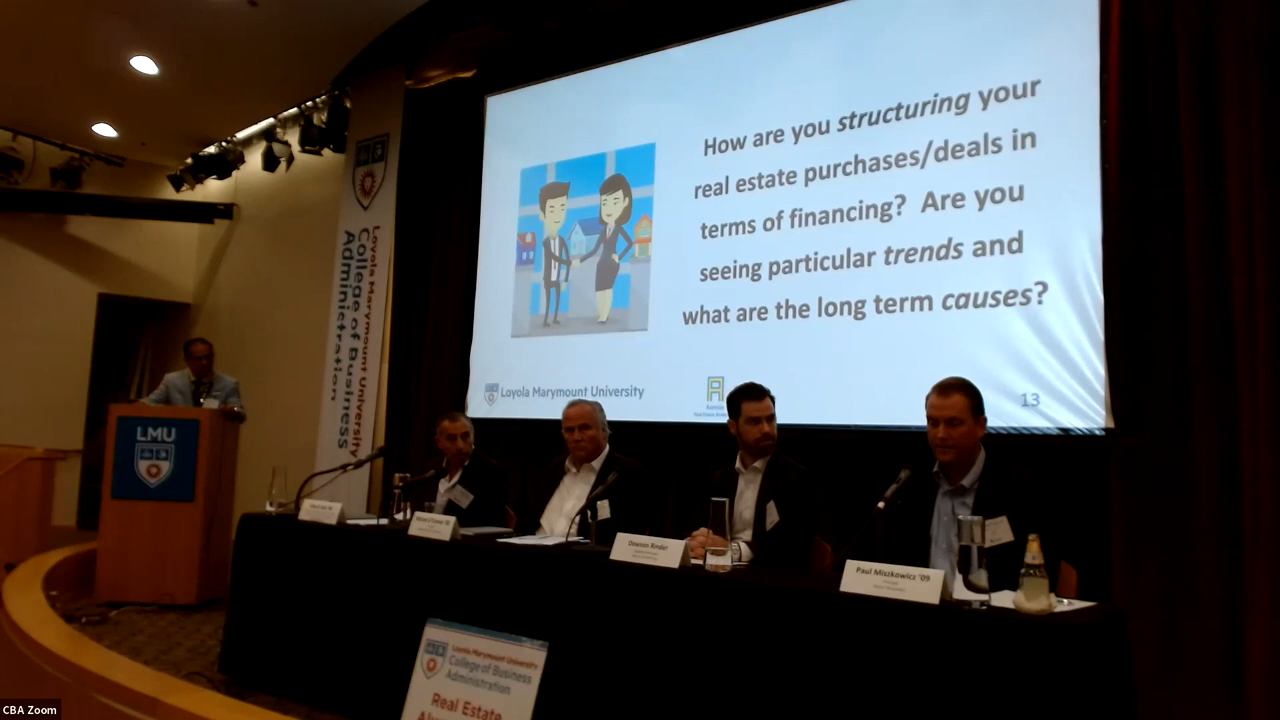 How are you structuring your
real estate purchases/deals in
terms of financing? Are you
seeing particular trends and
what are the long term causes?
Loyola Marymount University
13
Loyola Marymount University
College of Business
Administration
LMU
Dawson Rinder
Paul Miszkowicz '09
Loyola Marymount University
College of Business
Administration
Real Estate
CBA Zoom